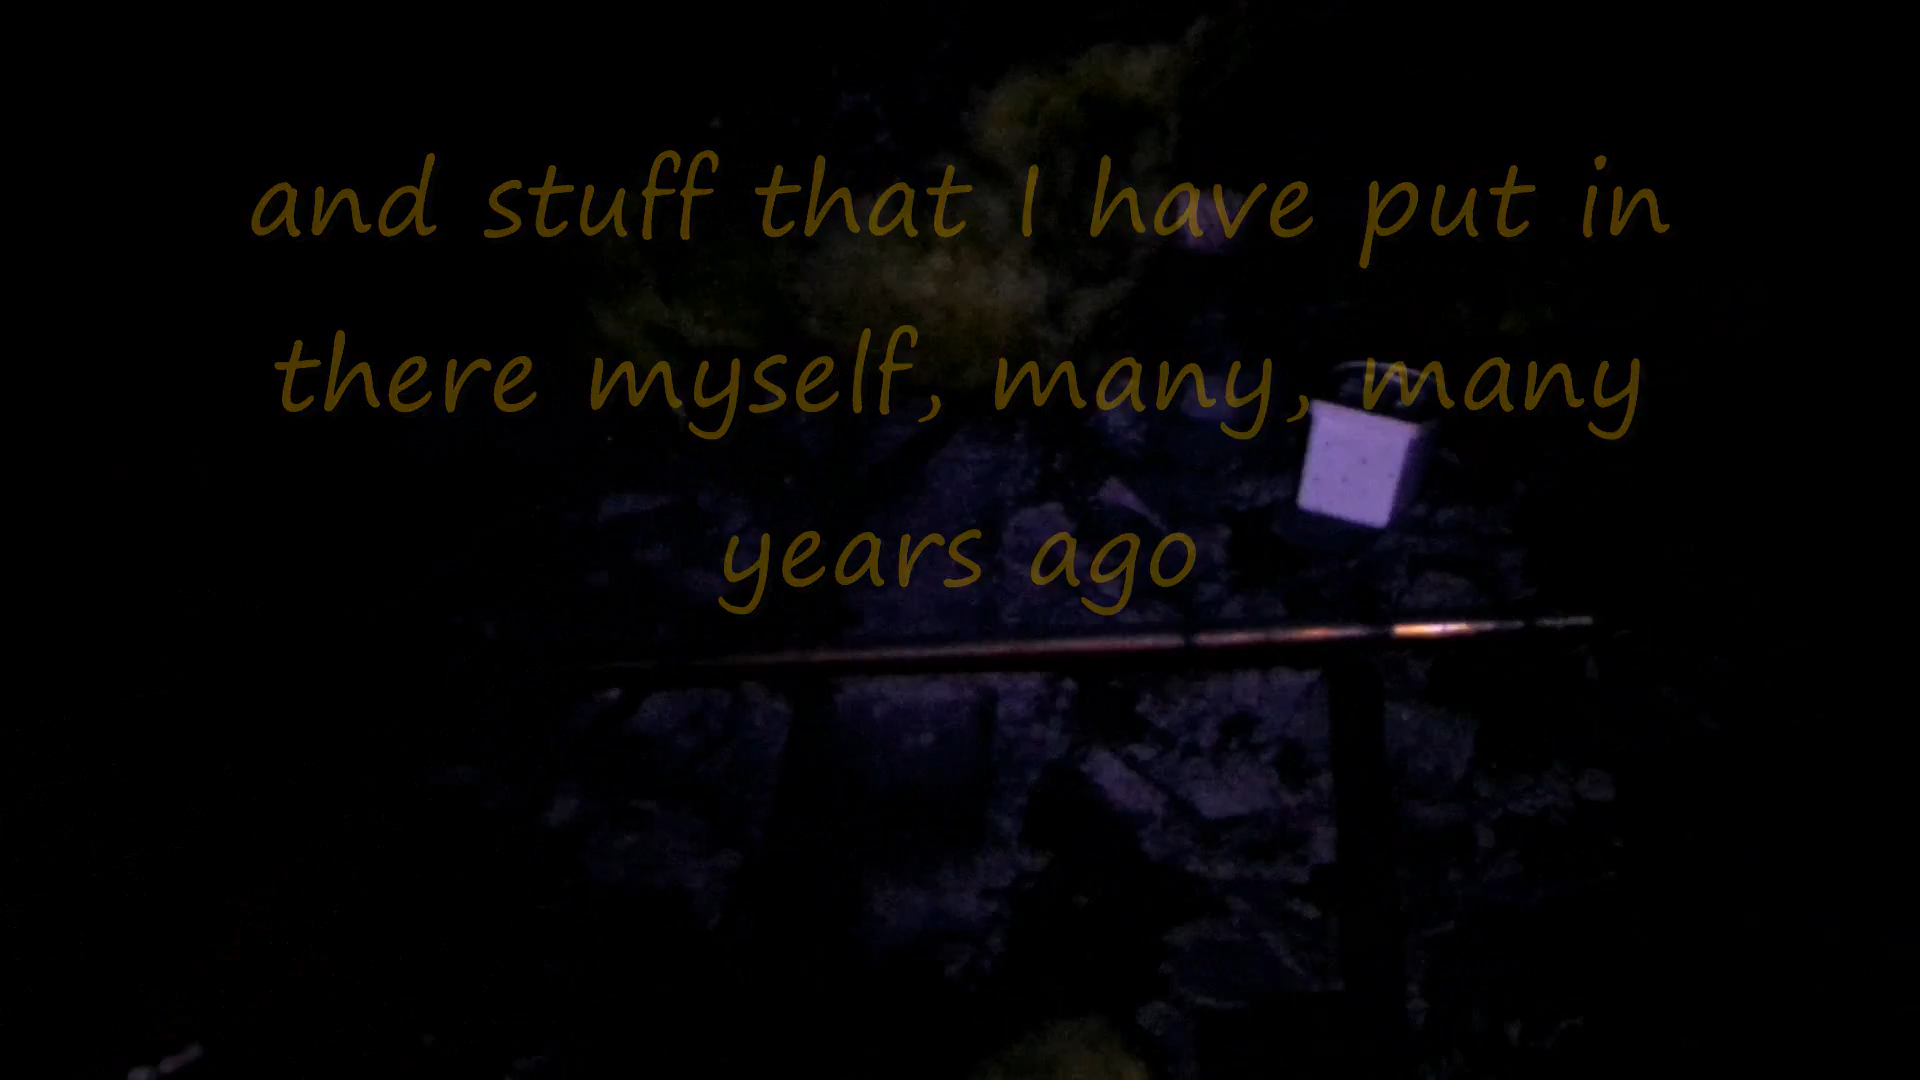 and stuff that I have put in
there myself, many, many
years ago